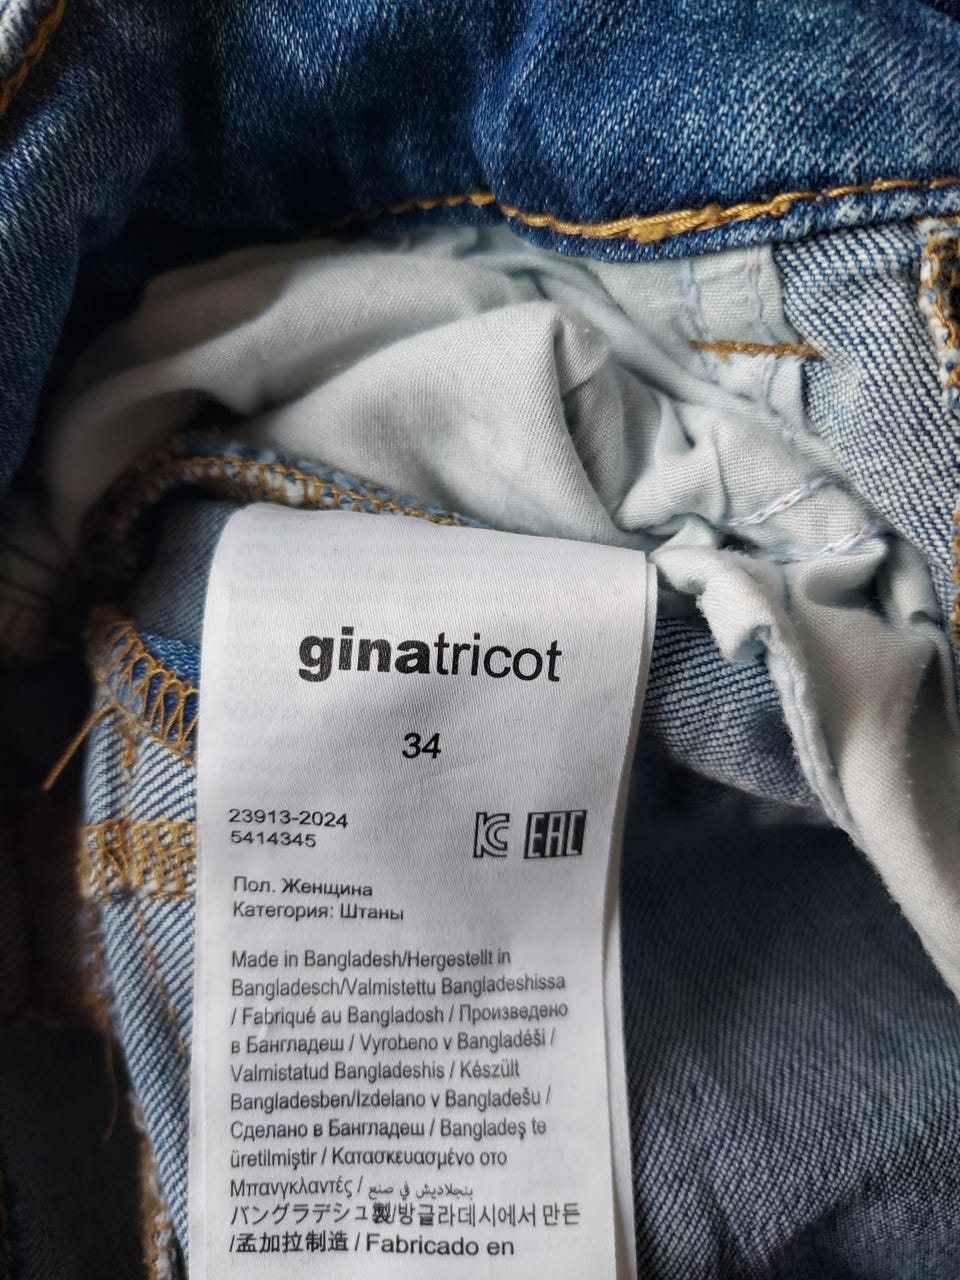 ginatricot
34
23913-2024
5414345
EAC
Пол. Женщина
Категория: Штаны
Made in Bangladesh/Hergestellt in
Bangladesch/Valmistettu Bangladeshissa
/ Fabriqué au Bangladosh / Произведено
в Бангладеш / Vyrobeno v Bangladéši /
Valmistatud Bangladeshis / Készült
Bangladesben/Izdelano v Bangladešu /
Сделано в Бангладеш / Bangladeş te
üretilmiştir / Κατασκευασμένο στο
Μπανγκλαντές / بنجلاديش في صنع
バングラデシュ製/방글라데시에서 만든
/孟加拉制造 / Fabricado en